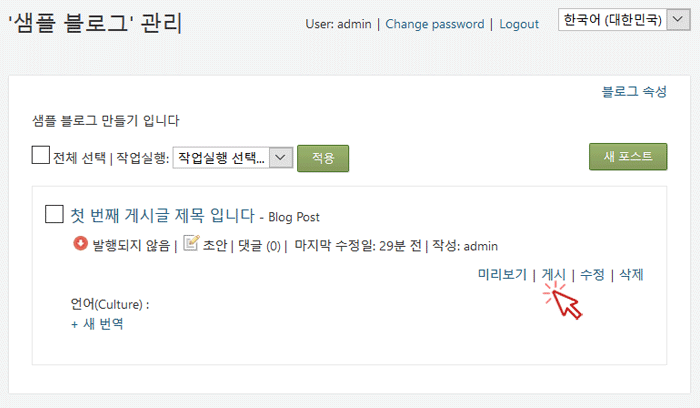 '샘플 블로그' 관리
User: admin | Change password | Logout
한국어 (대한민국)
블로그 속성
샘플 블로그 만들기 입니다
전체 선택 | 작업실행: 작업실행 선택... 적용
새 포스트
첫 번째 게시글 제목 입니다 - Blog Post
발행되지 않음 | 초안 | 댓글 (0) | 마지막 수정일: 29분 전 | 작성: admin
미리보기 | 게시 | 수정 | 삭제
언어(Culture) :
+ 새 번역